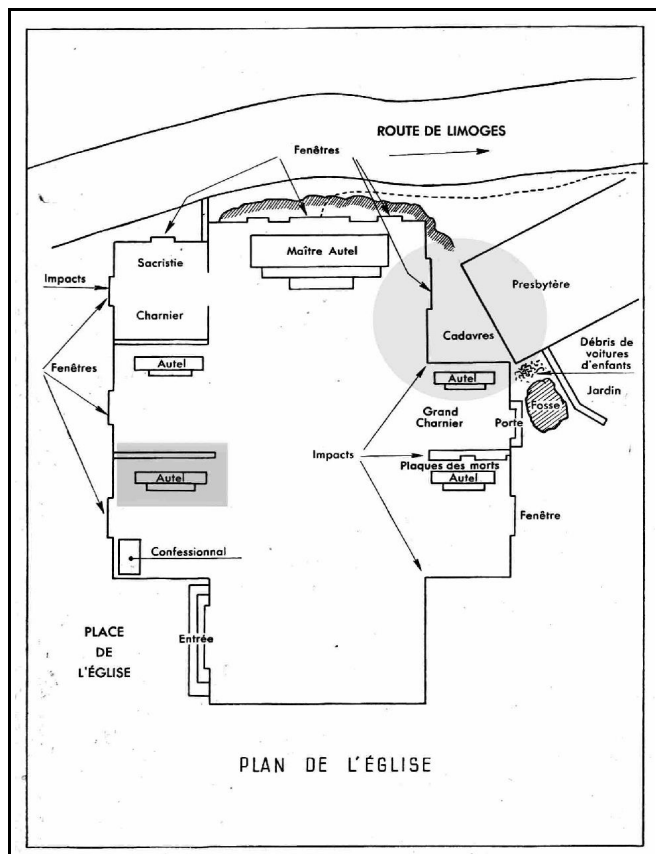 ROUTE DE LIMOGES
Fenêtres
Maître Autel
Sacristie
Impacts
Charnier
Presbytère
Cadavres
Débris de
voitures
d'enfants
Fenêtres
Autel
Autel
Jardin
Fosse
Grand
Charnier
Porte
Impacts
Plaques des morts
Autel
Autel
Fenêtre
Confessionnal
PLACE
DE
L'ÉGLISE
Entrée
PLAN DE L'ÉGLISE